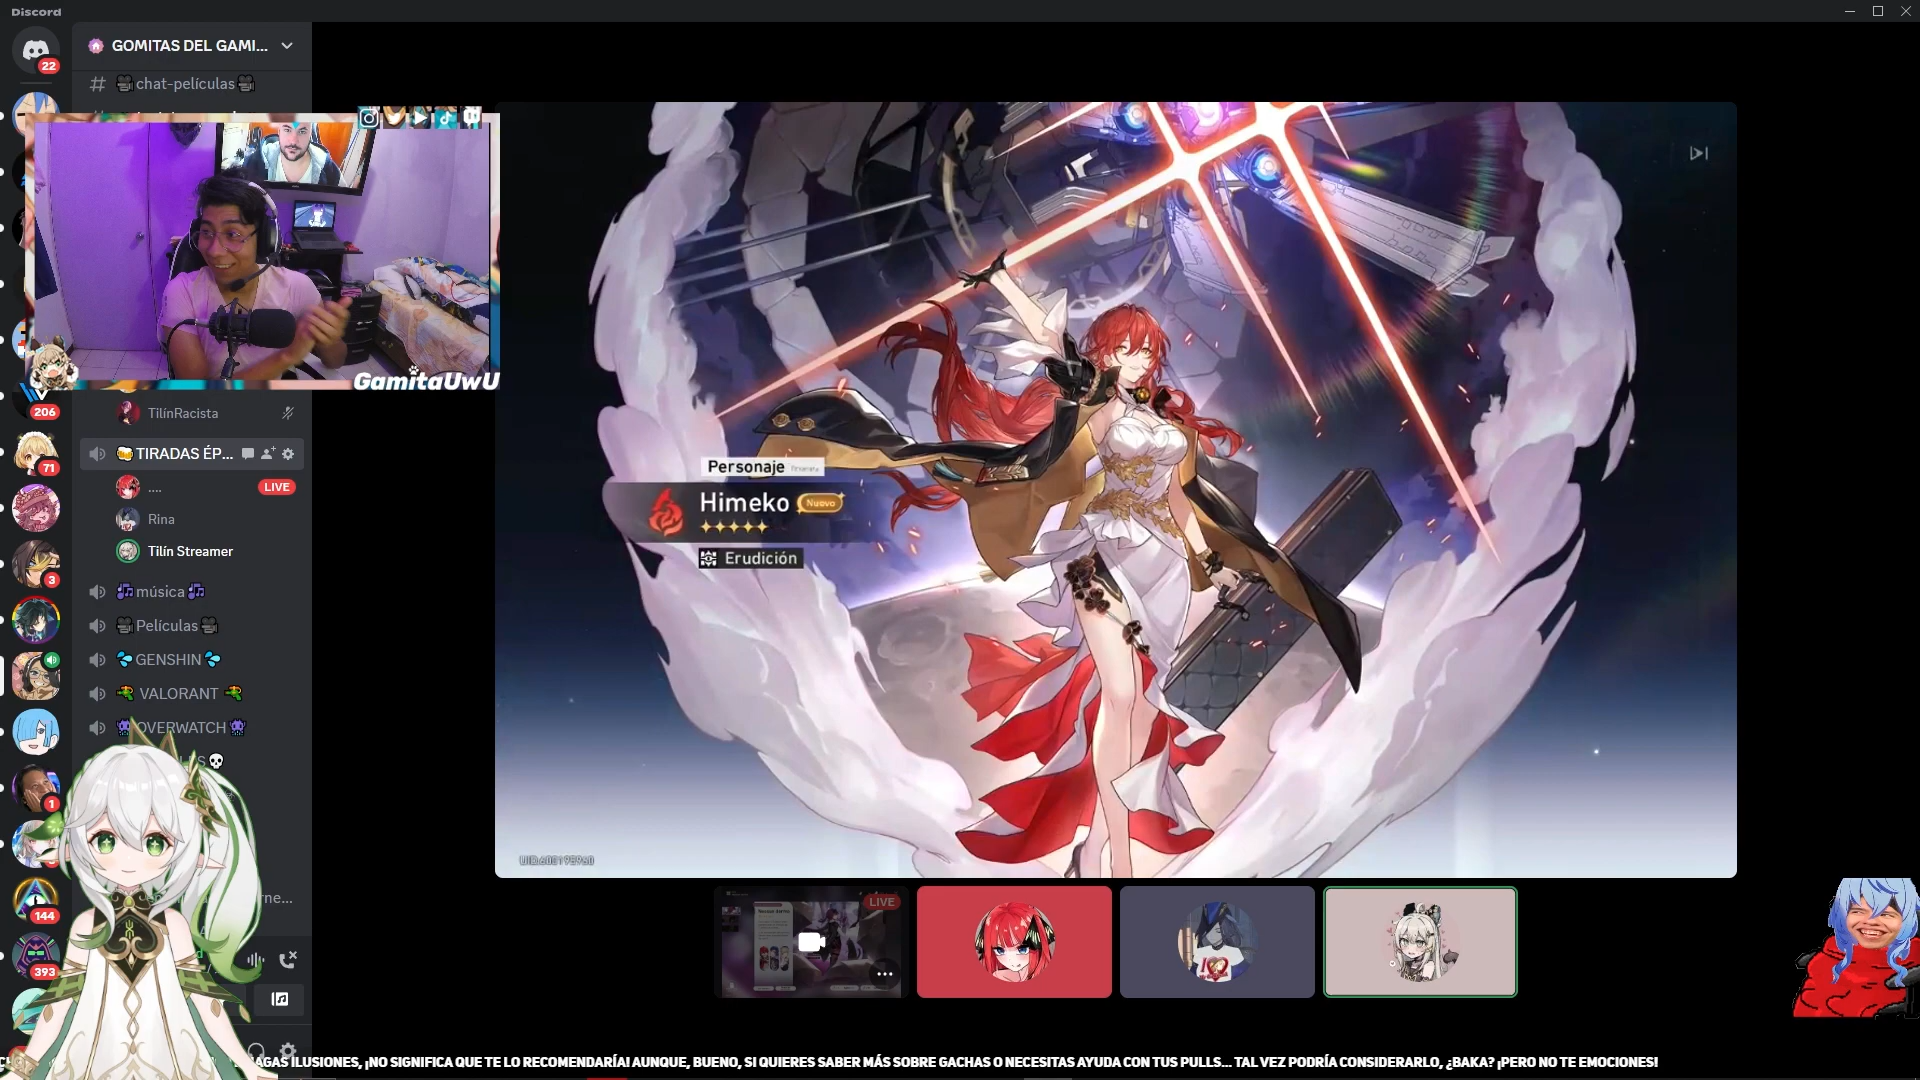 Discord
GOMITAS DEL GAMI...
22
chat-películas
GamitaUwU
206
TilínRacista
TIRADAS ÉP...
71
....
LIVE
Rina
Tilín Streamer
3
música
Películas
GENSHIN
VALORANT
OVERWATCH
1
144
rne...
393
Personaje
Himeko
Nuevo
Erudición
UID:600195960
LIVE
AGAS ILUSIONES, ¡NO SIGNIFICA QUE TE LO RECOMENDARÍA! AUNQUE, BUENO, SI QUIERES SABER MÁS SOBRE GACHAS O NECESITAS AYUDA CON TUS PULLS... TAL VEZ PODRÍA CONSIDERARLO, ¿BAKA? ¡PERO NO TE EMOCIONES!